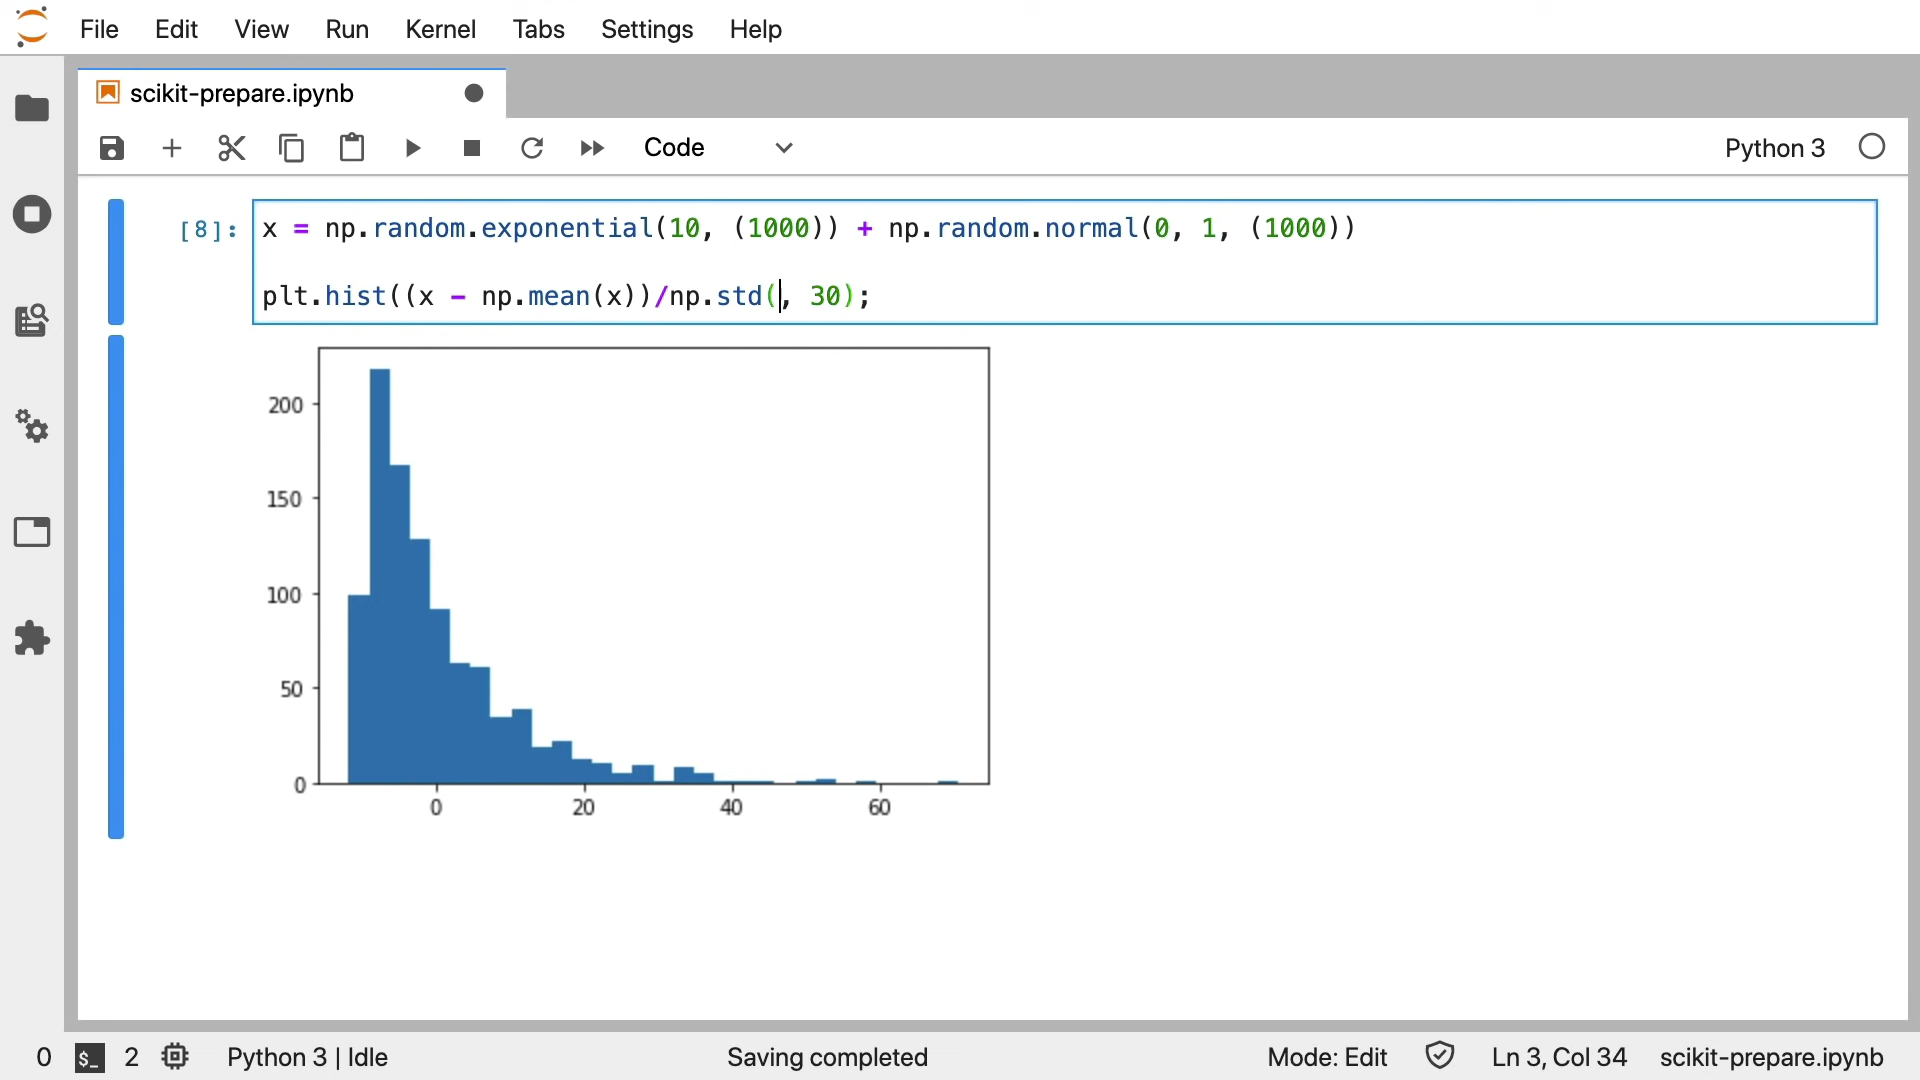 File Edit View Run Kernel Tabs Settings Help
scikit-prepare.ipynb
Code
Python 3
[8]: x = np.random.exponential(10, (1000)) + np.random.normal(0, 1, (1000))
plt.hist((x - np.mean(x))/np.std(, 30);
200
150
100
50
0
0 20 40 60
0 $_ 2 Python 3 | Idle Saving completed Mode: Edit Ln 3, Col 34 scikit-prepare.ipynb